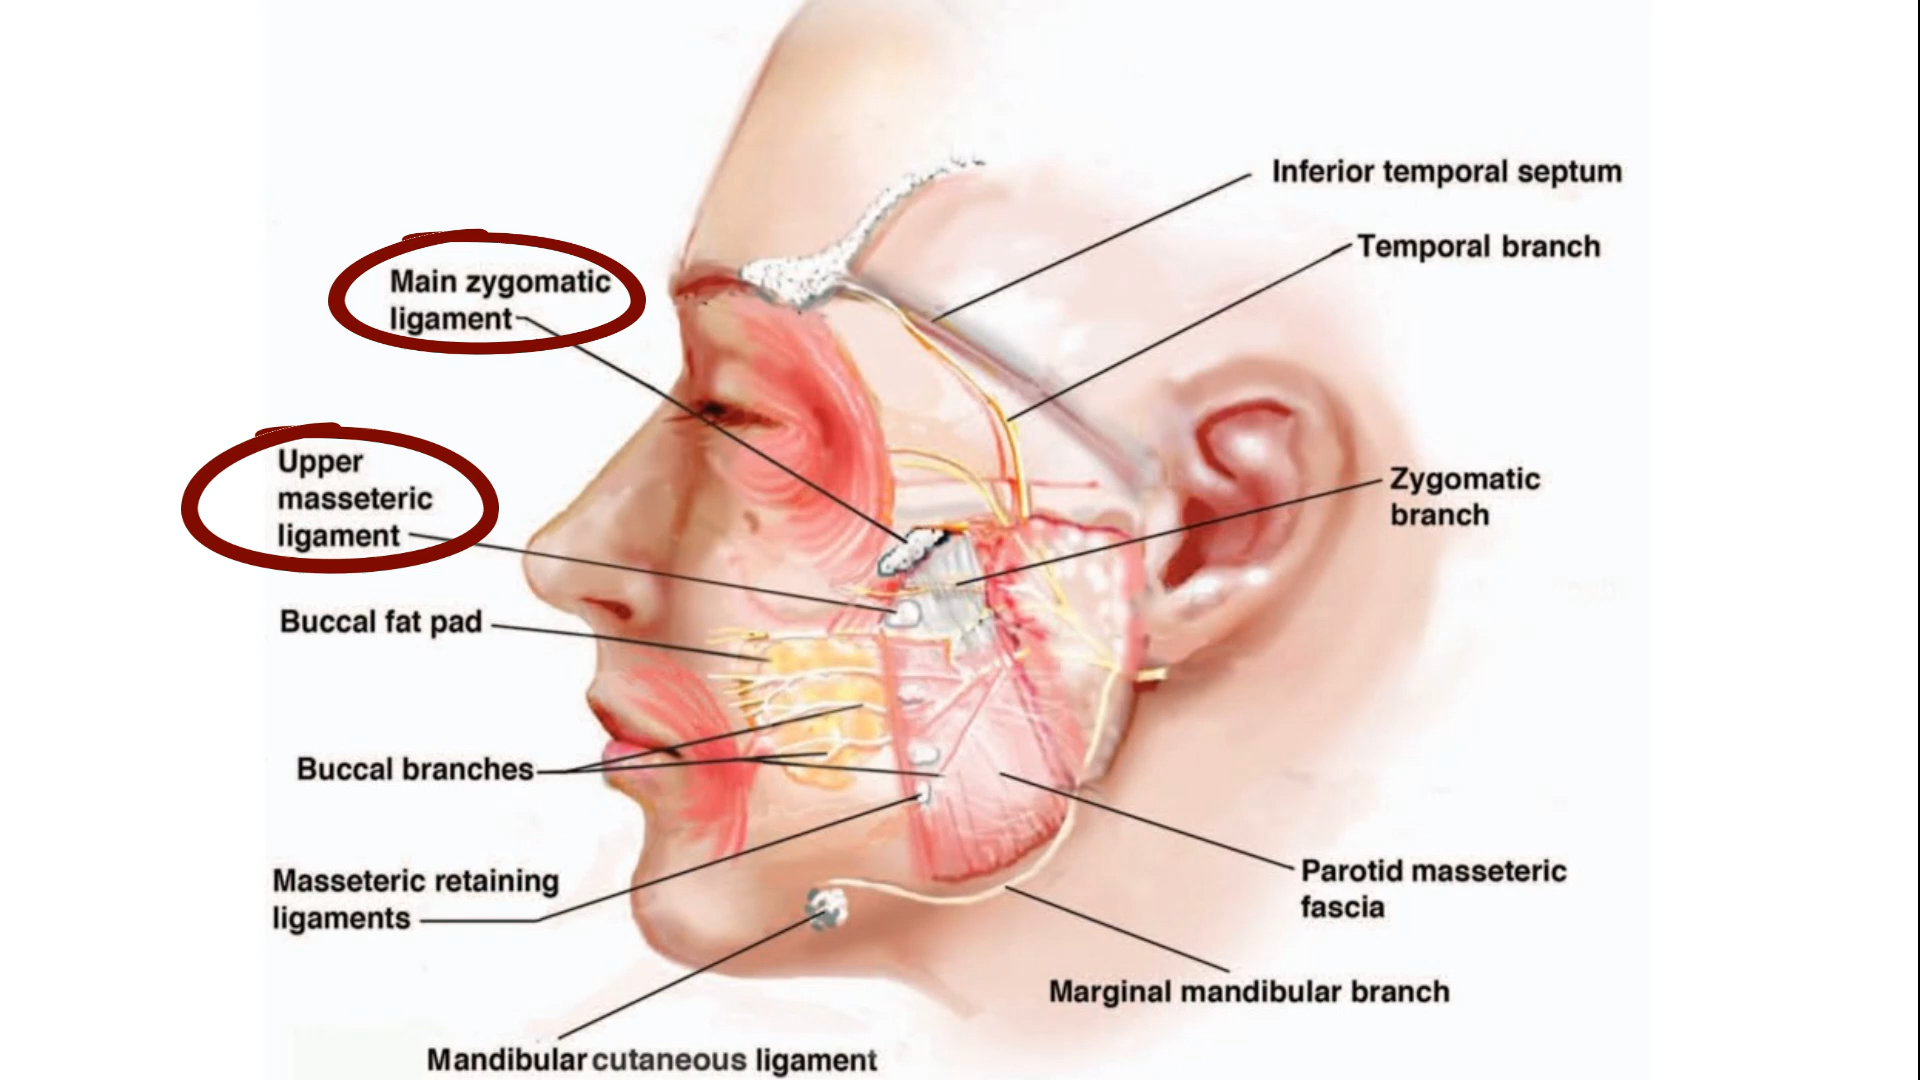 Inferior temporal septum
Temporal branch
Main zygomatic
ligament
Upper
masseteric
ligament
Zygomatic
branch
Buccal fat pad
Buccal branches
Masseteric retaining
ligaments
Parotid masseteric
fascia
Marginal mandibular branch
Mandibular cutaneous ligament